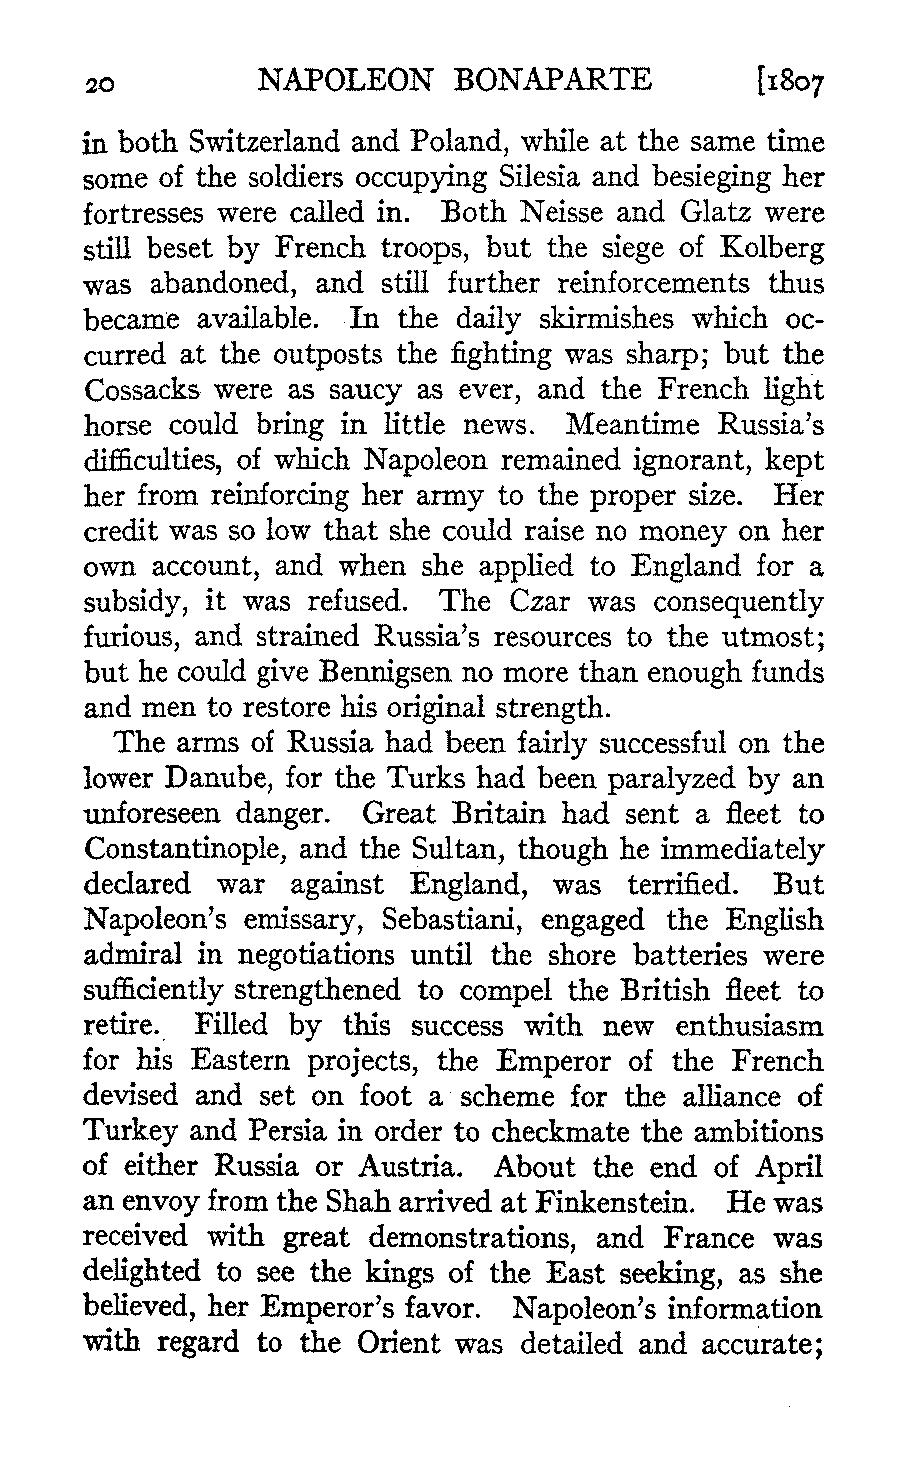 20 NAPOLEON BONAPARTE [1807
in both Switzerland and Poland, while at the same time
some of the soldiers occupying Silesia and besieging her
fortresses were called in. Both Neisse and Glatz were
still beset by French troops, but the siege of Kolberg
was abandoned, and still further reinforcements thus
became available. In the daily skirmishes which oc-
curred at the outposts the fighting was sharp; but the
Cossacks were as saucy as ever, and the French light
horse could bring in little news. Meantime Russia's
difficulties, of which Napoleon remained ignorant, kept
her from reinforcing her army to the proper size. Her
credit was so low that she could raise no money on her
own account, and when she applied to England for a
subsidy, it was refused. The Czar was consequently
furious, and strained Russia's resources to the utmost;
but he could give Bennigsen no more than enough funds
and men to restore his original strength.
The arms of Russia had been fairly successful on the
lower Danube, for the Turks had been paralyzed by an
unforeseen danger. Great Britain had sent a fleet to
Constantinople, and the Sultan, though he immediately
declared war against England, was terrified. But
Napoleon's emissary, Sebastiani, engaged the English
admiral in negotiations until the shore batteries were
sufficiently strengthened to compel the British fleet to
retire. Filled by this success with new enthusiasm
for his Eastern projects, the Emperor of the French
devised and set on foot a scheme for the alliance of
Turkey and Persia in order to checkmate the ambitions
of either Russia or Austria. About the end of April
an envoy from the Shah arrived at Finkenstein. He was
received with great demonstrations, and France was
delighted to see the kings of the East seeking, as she
believed, her Emperor's favor. Napoleon's information
with regard to the Orient was detailed and accurate;